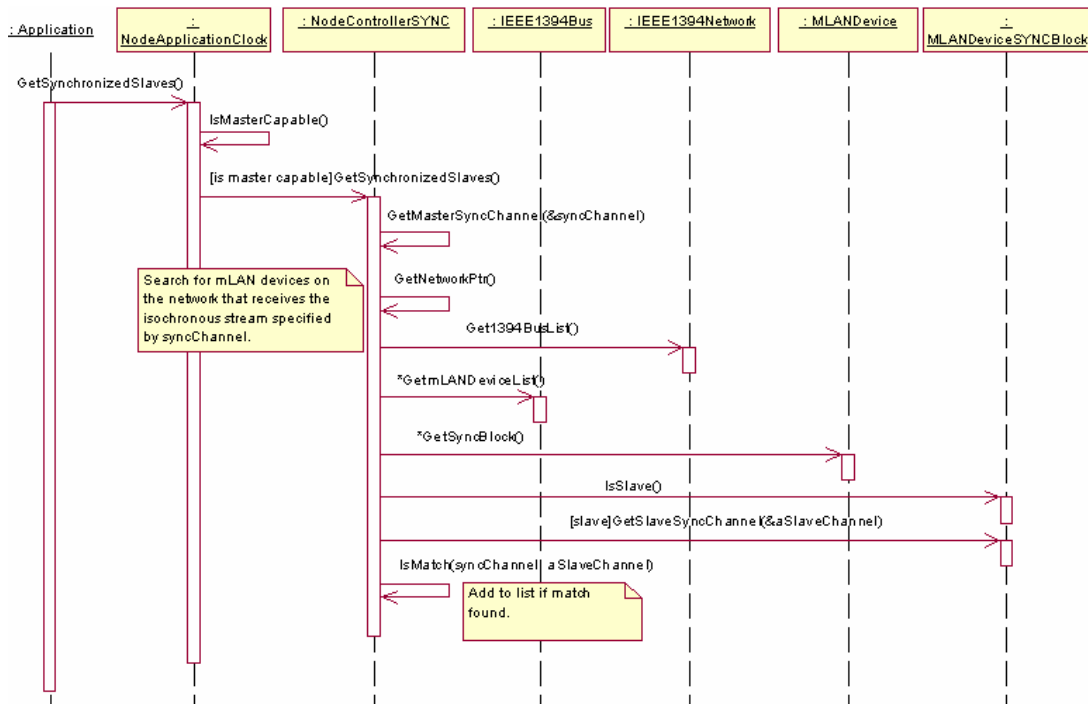 : Application
:
NodeApplicationClock
: NodeControllerSYNC
: IEEE1394Bus
: IEEE1394Network
: MLANDevice
:
MLANDeviceSYNCBlock
GetSynchronizedSlaves()
IsMasterCapable()
[is master capable]GetSynchronizedSlaves()
GetMasterSyncChannel(&syncChannel)
Search for mLAN devices on
the network that receives the
isochronous stream specified
by syncChannel.
GetNetworkPtr()
Get1394BusList()
*GetmLANDeviceList()
*GetSyncBlock()
IsSlave()
[slave]GetSlaveSyncChannel(&aSlaveChannel)
IsMatch(syncChannel, aSlaveChannel)
Add to list if match
found.